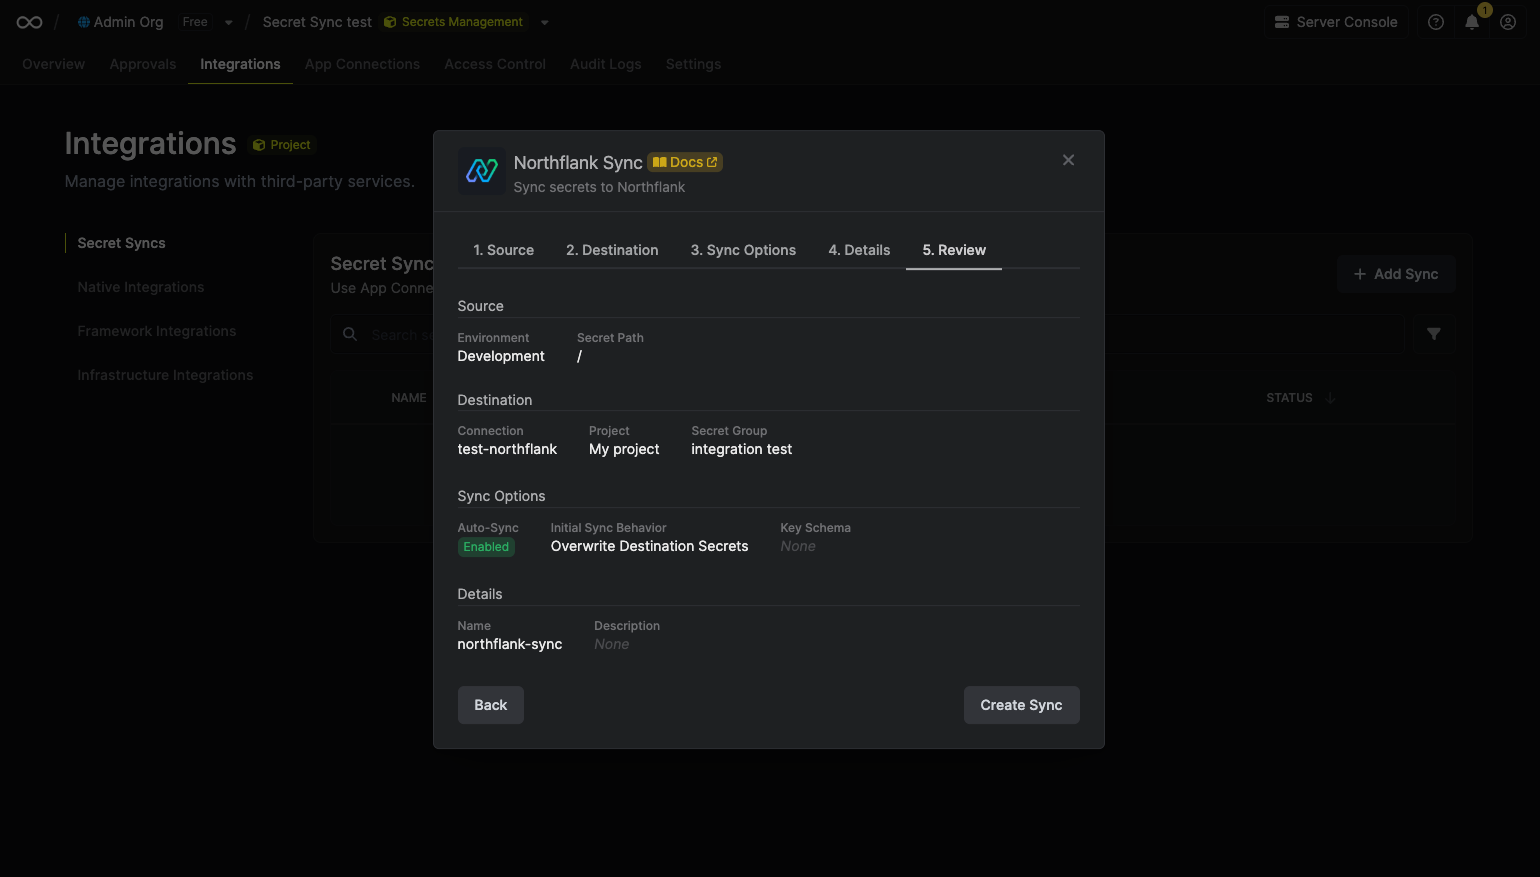 / Admin Org Free / Secret Sync test Secrets Management Server Console 1
Overview Approvals Integrations App Connections Access Control Audit Logs Settings
Integrations Project
Manage integrations with third-party services.
Secret Syncs
Native Integrations
Framework Integrations
Infrastructure Integrations
Secret Sync
Use App Conne
Add Sync
Search se
NAME
STATUS
Northflank Sync Docs
Sync secrets to Northflank
1. Source 2. Destination 3. Sync Options 4. Details 5. Review
Source
Environment Secret Path
Development /
Destination
Connection Project Secret Group
test-northflank My project integration test
Sync Options
Auto-Sync Initial Sync Behavior Key Schema
Enabled Overwrite Destination Secrets None
Details
Name Description
northflank-sync None
Back Create Sync